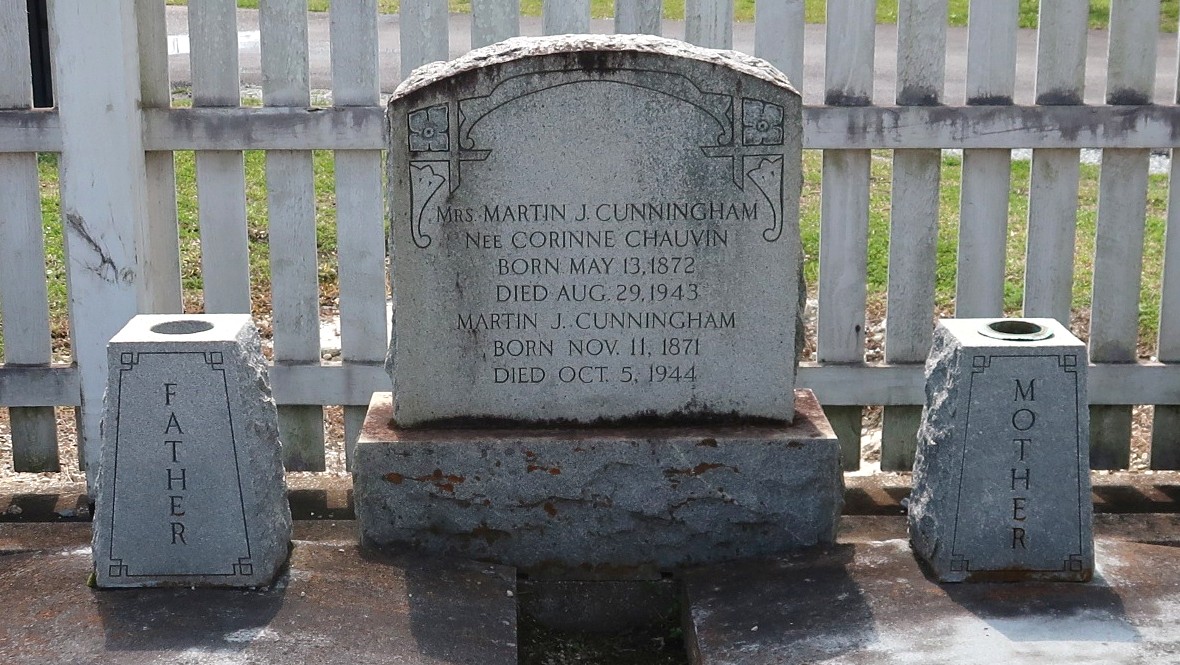 Mrs. MARTIN J. CUNNINGHAM
NEE CORINNE CHAUVIN
BORN MAY 13, 1872
DIED AUG. 29, 1943
MARTIN J. CUNNINGHAM
BORN NOV. 11, 1871
DIED OCT. 5, 1944
FATHER
MOTHER